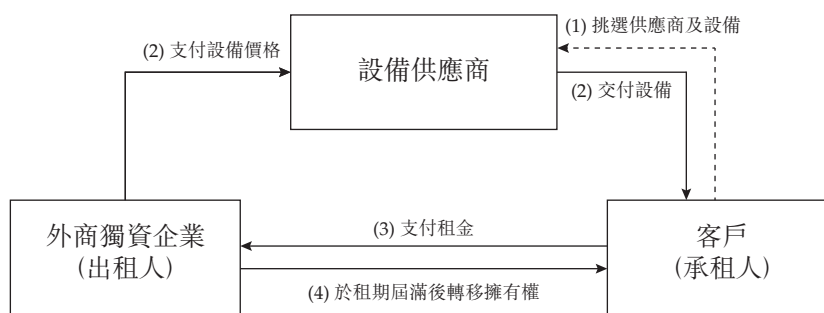 (1) 挑選供應商及設備
(2) 支付設備價格
設備供應商
(2) 交付設備
外商獨資企業
(出租人)
(3) 支付租金
客戶
(承租人)
(4) 於租期屆滿後轉移擁有權